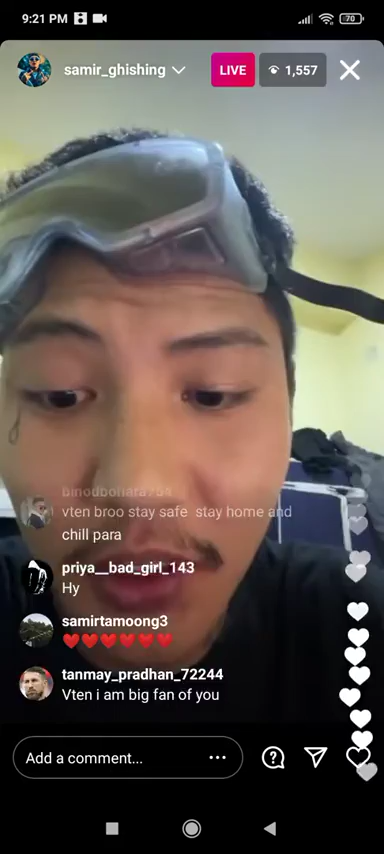 9:21 PM
70
samir_ghishing
LIVE
1,557
binodbohara754
vten broo stay safe stay home and
chill para
priya__bad_girl_143
Hy
samirtamoong3
❤️❤️❤️❤️❤️❤️
tanmay_pradhan_72244
Vten i am big fan of you
Add a comment...